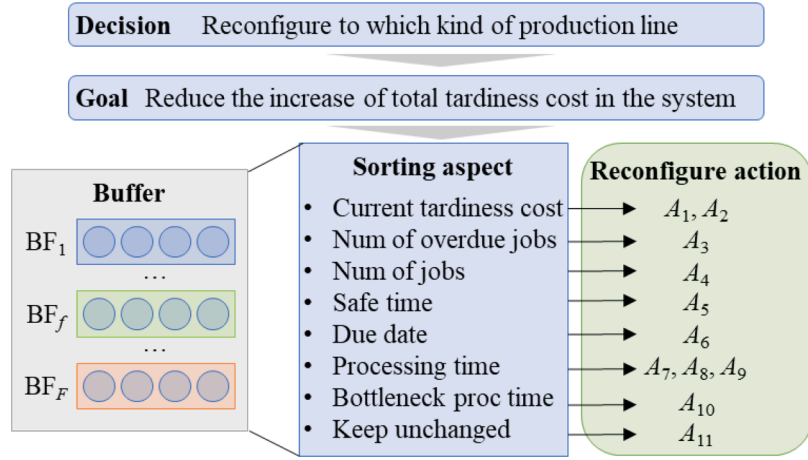 Decision Reconfigure to which kind of production line
Goal Reduce the increase of total tardiness cost in the system
Buffer
BF₁
...
BF_f
...
BF_F
Sorting aspect
• Current tardiness cost
• Num of overdue jobs
• Num of jobs
• Safe time
• Due date
• Processing time
• Bottleneck proc time
• Keep unchanged
Reconfigure action
A₁, A₂
A₃
A₄
A₅
A₆
A₇, A₈, A₉
A₁₀
A₁₁